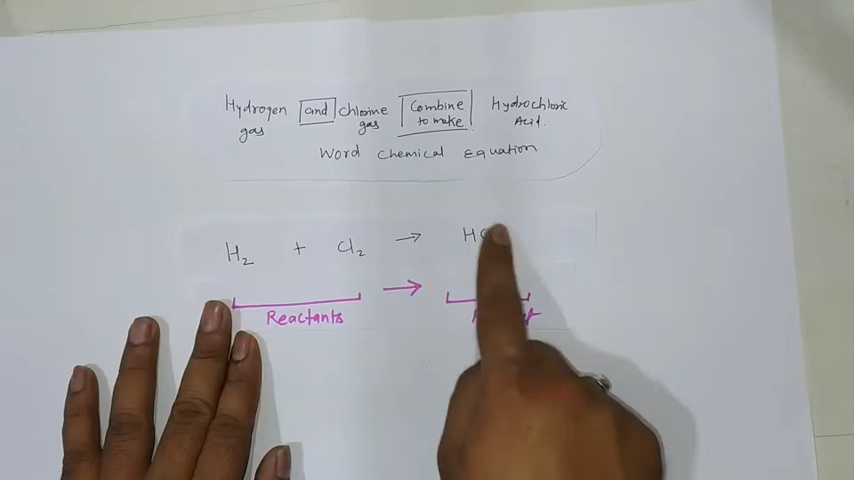 Hydrogen and chlorine Combine Hydrochloric
gas gas to make Acid.
Word chemical Equation
H₂ + Cl₂ → H
→
Reactants